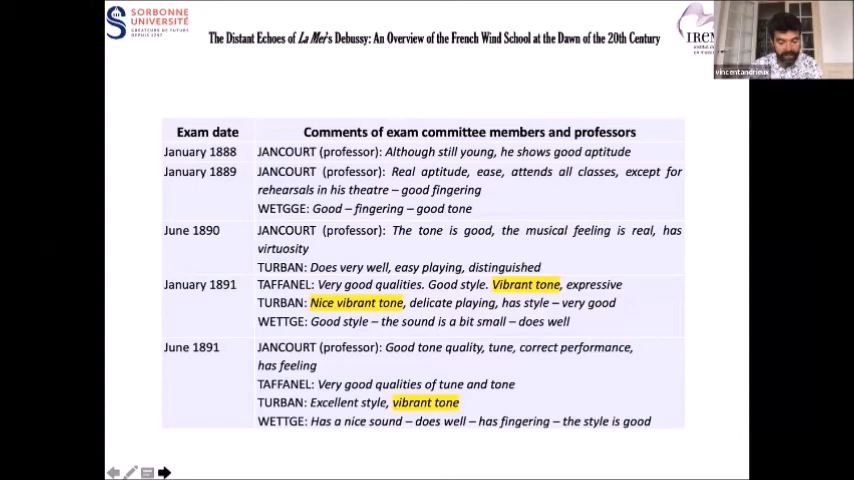 SORBONNE
UNIVERSITÉ
CRÉATEURS DE FUTURS
DEPUIS 1257
The Distant Echoes of La Mer's Debussy: An Overview of the French Wind School at the Dawn of the 20th Century
IReM
vincentandrieux
Exam date Comments of exam committee members and professors
January 1888 JANCOURT (professor): Although still young, he shows good aptitude
January 1889 JANCOURT (professor): Real aptitude, ease, attends all classes, except for
rehearsals in his theatre – good fingering
WETGGE: Good – fingering – good tone
June 1890 JANCOURT (professor): The tone is good, the musical feeling is real, has
virtuosity
TURBAN: Does very well, easy playing, distinguished
January 1891 TAFFANEL: Very good qualities. Good style. Vibrant tone, expressive
TURBAN: Nice vibrant tone, delicate playing, has style – very good
WETTGE: Good style – the sound is a bit small – does well
June 1891 JANCOURT (professor): Good tone quality, tune, correct performance,
has feeling
TAFFANEL: Very good qualities of tune and tone
TURBAN: Excellent style, vibrant tone
WETTGE: Has a nice sound – does well – has fingering – the style is good